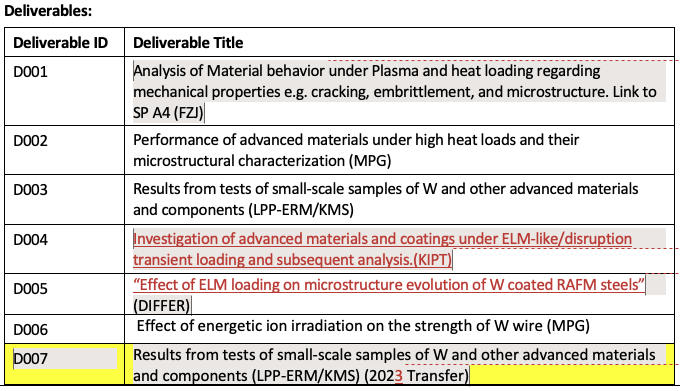 Deliverables:
Deliverable ID Deliverable Title
D001 Analysis of Material behavior under Plasma and heat loading regarding
mechanical properties e.g. cracking, embrittlement, and microstructure. Link to
SP A4 (FZJ)
D002 Performance of advanced materials under high heat loads and their
microstructural characterization (MPG)
D003 Results from tests of small-scale samples of W and other advanced materials
and components (LPP-ERM/KMS)
D004 Investigation of advanced materials and coatings under ELM-like/disruption
transient loading and subsequent analysis.(KIPT)
D005 “Effect of ELM loading on microstructure evolution of W coated RAFM steels”
(DIFFER)
D006 Effect of energetic ion irradiation on the strength of W wire (MPG)
D007 Results from tests of small-scale samples of W and other advanced materials
and components (LPP-ERM/KMS) (2023 Transfer)